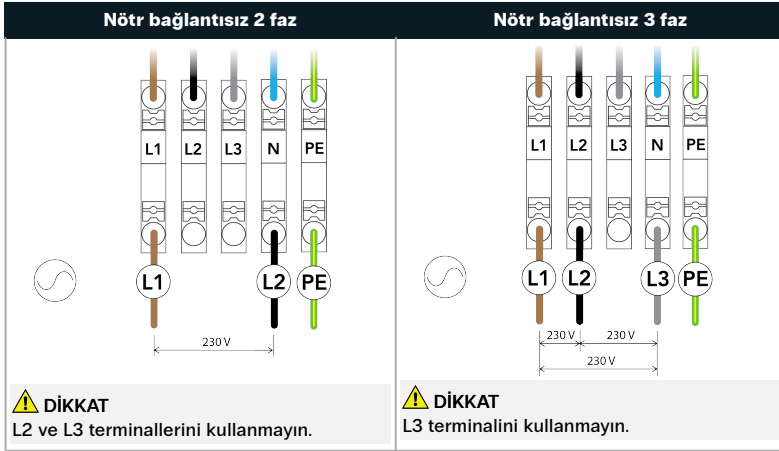 Nötr bağlantısız 2 faz
L1 L2 L3 N PE
L1 L2 PE
230 V
DİKKAT
L2 ve L3 terminallerini kullanmayın.
Nötr bağlantısız 3 faz
L1 L2 L3 N PE
L1 L2 L3 PE
230 V 230 V
230 V
DİKKAT
L3 terminalini kullanmayın.